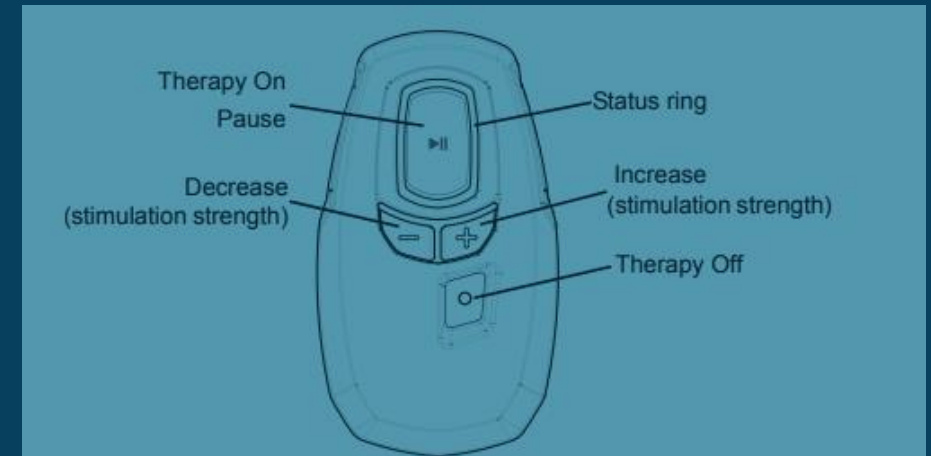 Therapy On
Pause
Status ring
Decrease
(stimulation strength)
Increase
(stimulation strength)
Therapy Off